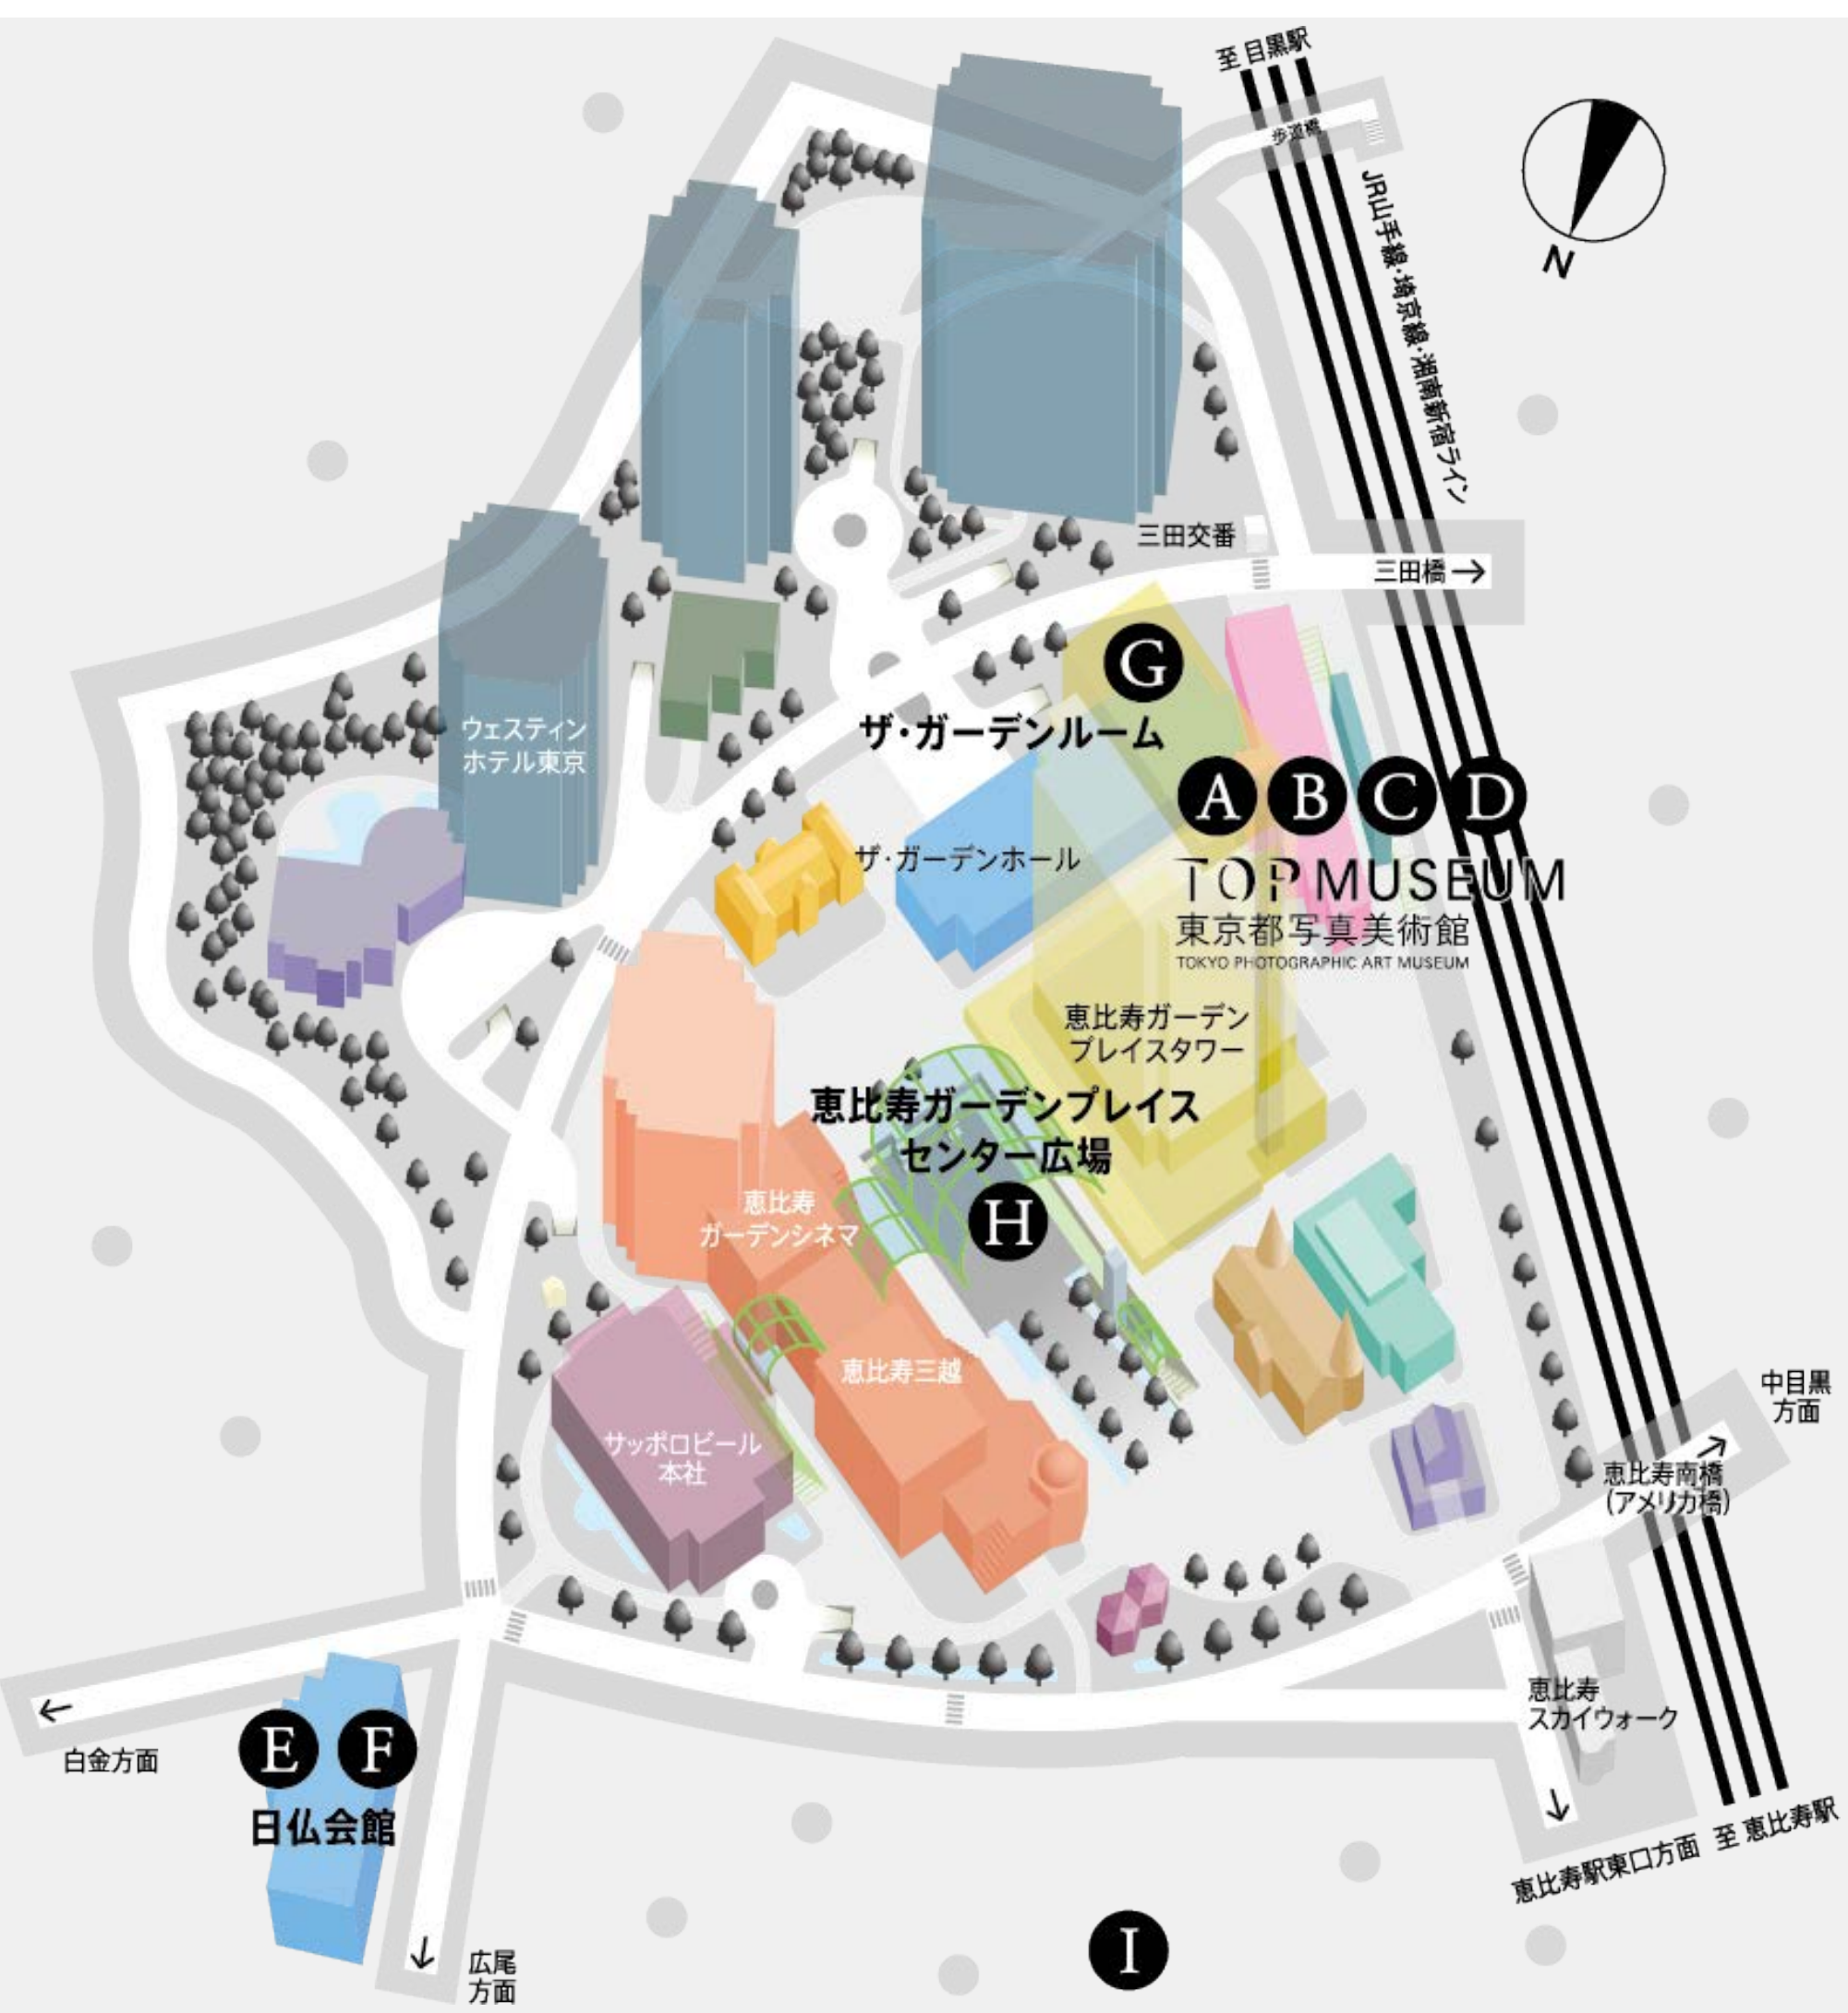 至 目黒駅
歩道橋
JR山手線・埼京線・湘南新宿ライン
N
三田交番
三田橋→
G
ザ・ガーデンルーム
ウェスティン
ホテル東京
A B C D
ザ・ガーデンホール
TOP MUSEUM
東京都写真美術館
TOKYO PHOTOGRAPHIC ART MUSEUM
恵比寿ガーデン
プレイスタワー
恵比寿ガーデンプレイス
センター広場
H
恵比寿
ガーデンシネマ
恵比寿三越
サッポロビール
本社
中目黒
方面
恵比寿南橋
(アメリカ橋)
恵比寿
スカイウォーク
←
白金方面
E F
日仏会館
恵比寿駅東口方面
至 恵比寿駅
広尾
方面
I